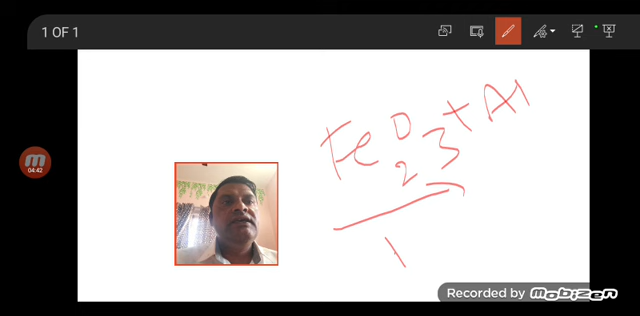 1 OF 1
04:42
Fe2O3 + Al
1
Recorded by Mobizen